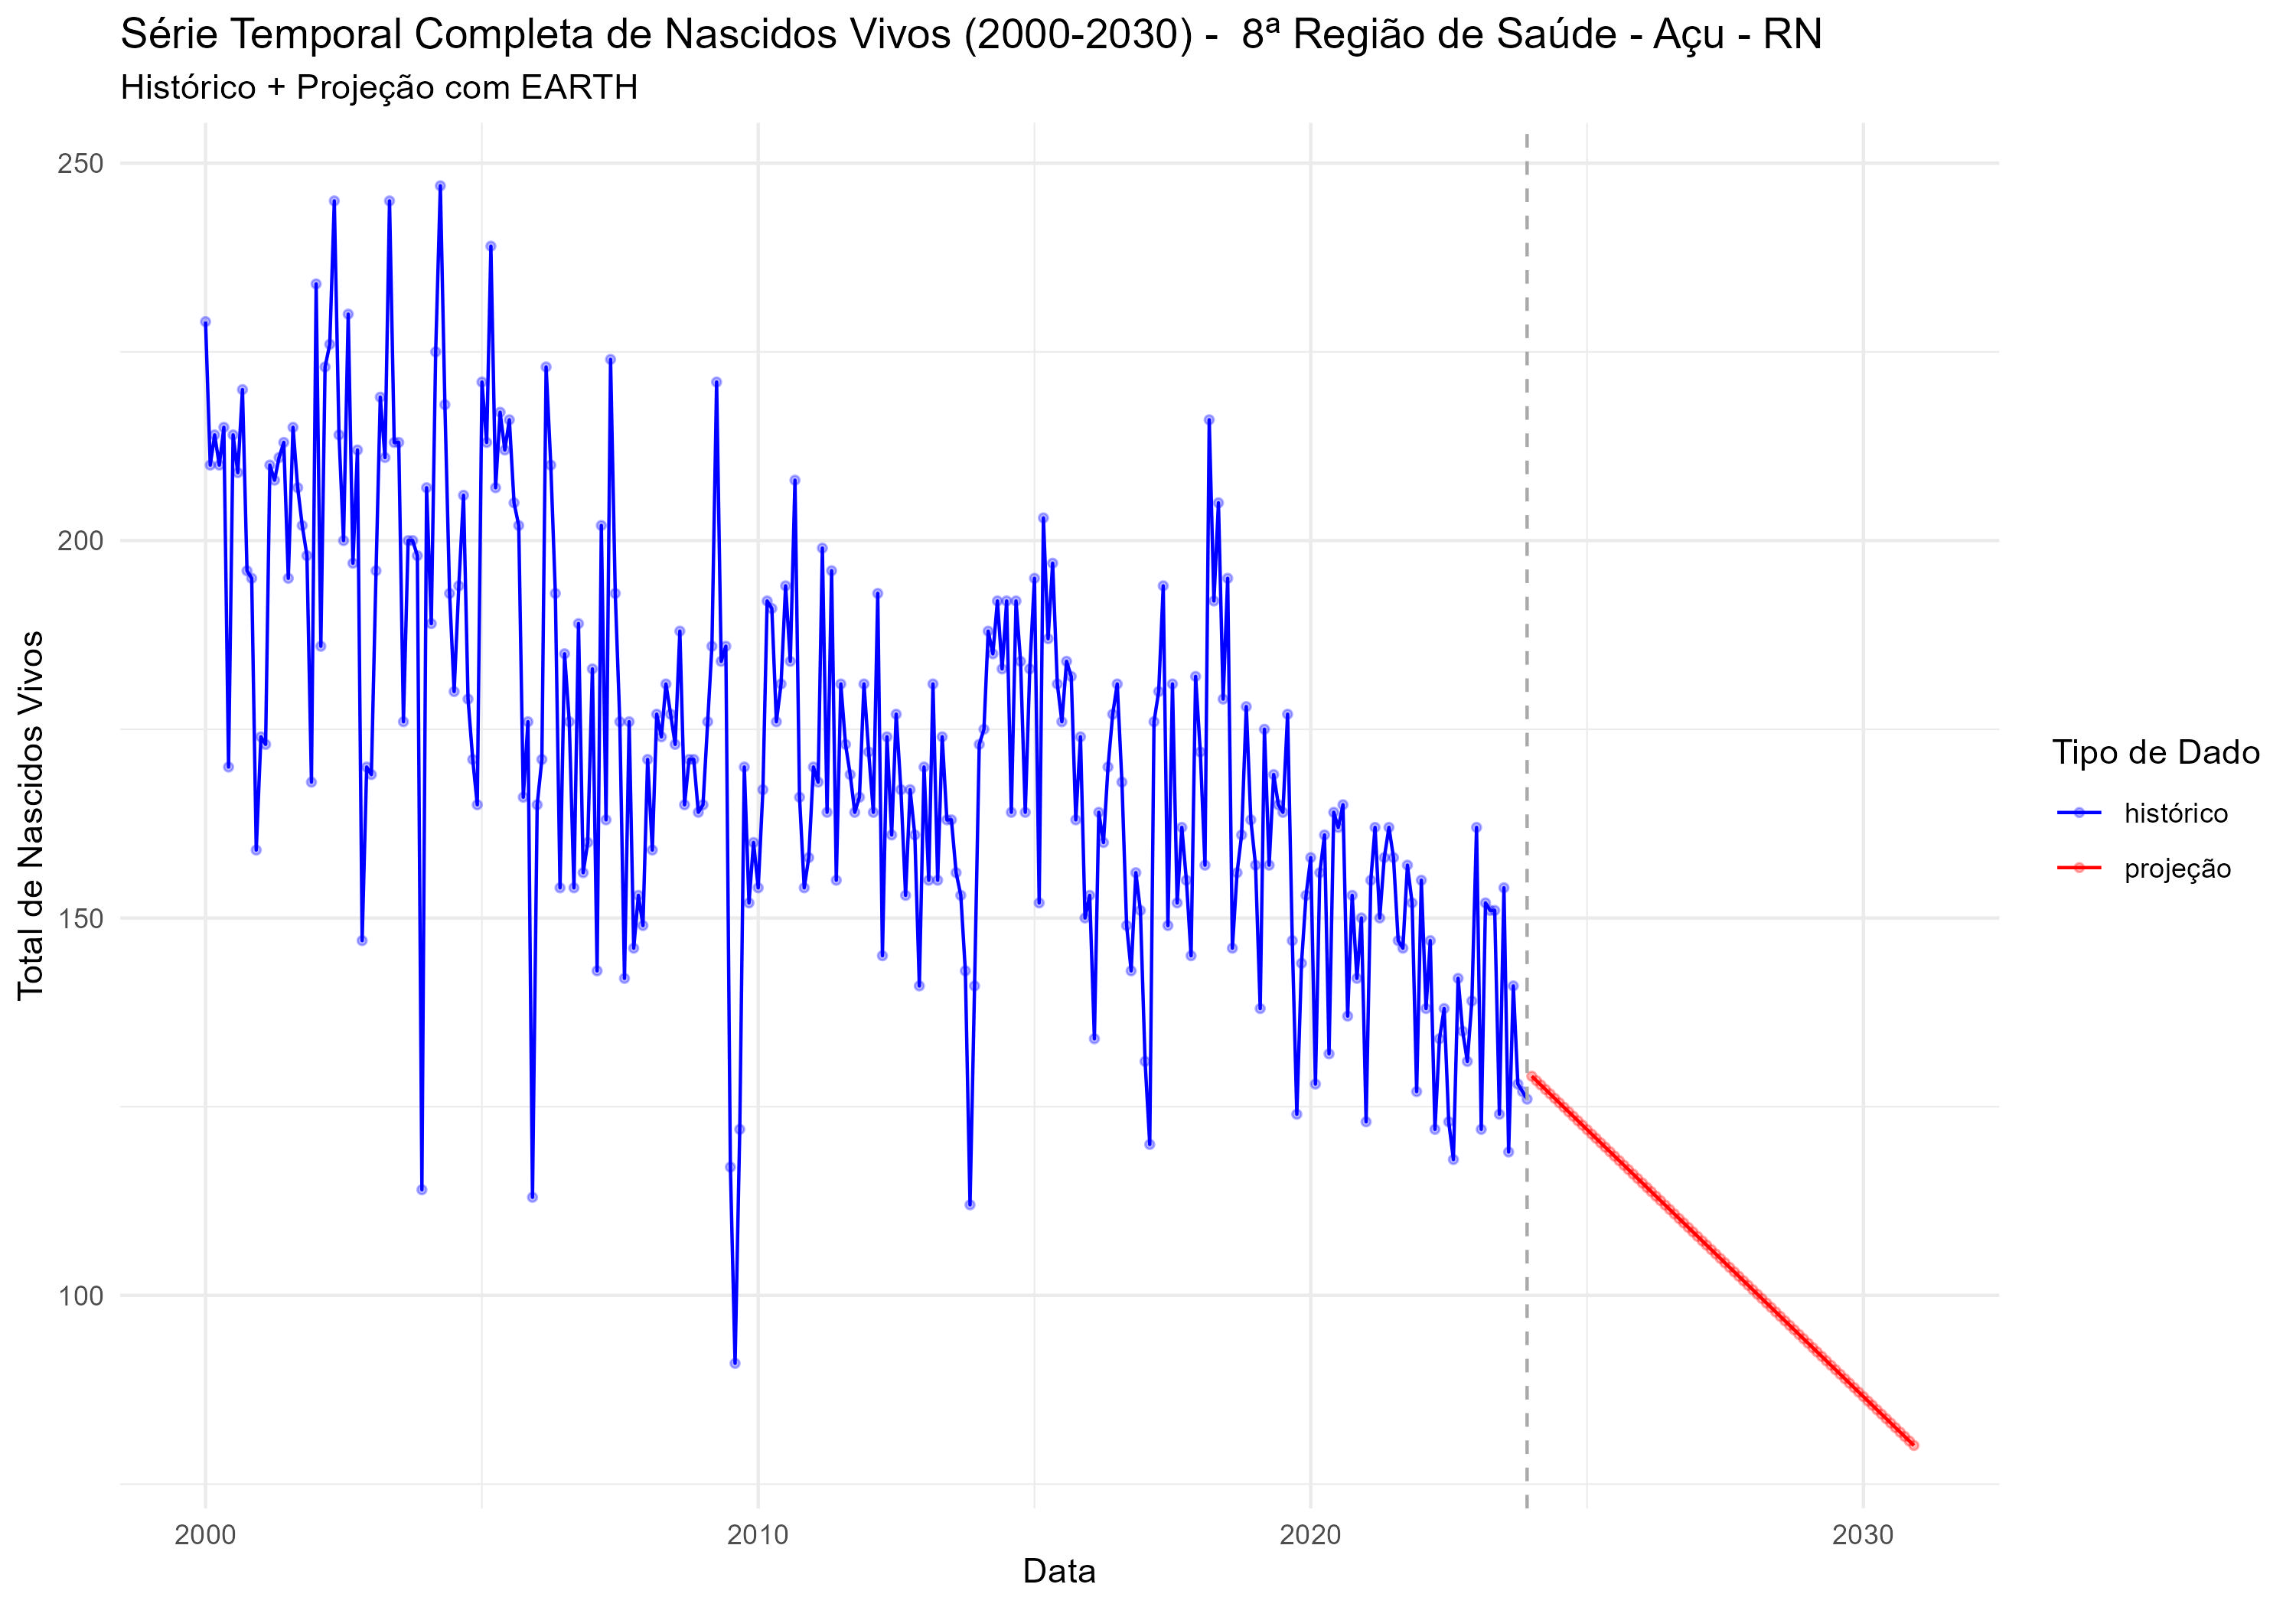 Série Temporal Completa de Nascidos Vivos (2000-2030) -  8ª Região de Saúde - Açu - RN
Histórico + Projeção com EARTH
250
200
150
100
Total de Nascidos Vivos
2000
2010
2020
2030
Data
Tipo de Dado
histórico
projeção